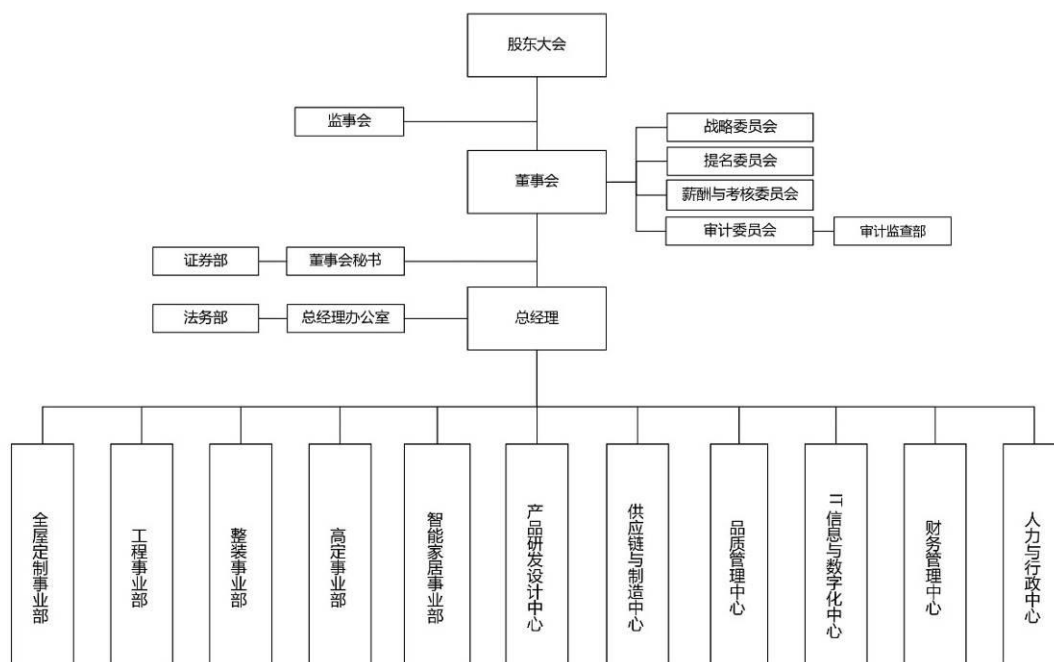 股东大会
监事会
战略委员会
提名委员会
董事会
薪酬与考核委员会
审计委员会
审计监查部
证券部
董事会秘书
法务部
总经理办公室
总经理
全屋定制事业部
工程事业部
整装事业部
高定事业部
智能家居事业部
产品研发设计中心
供应链与制造中心
品质管理中心
IT信息与数字化中心
财务管理中心
人力与行政中心